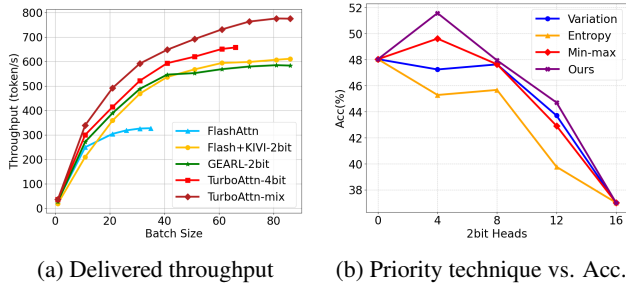 800
700
600
500
400
300
200
100
0
Throughput (token/s)
FlashAttn
Flash+KIVI-2bit
GEARL-2bit
TurboAttn-4bit
TurboAttn-mix
0 20 40 60 80
Batch Size
(a) Delivered throughput
52
50
48
46
44
42
40
38
Acc(%)
Variation
Entropy
Min-max
Ours
0 4 8 12 16
2bit Heads
(b) Priority technique vs. Acc.